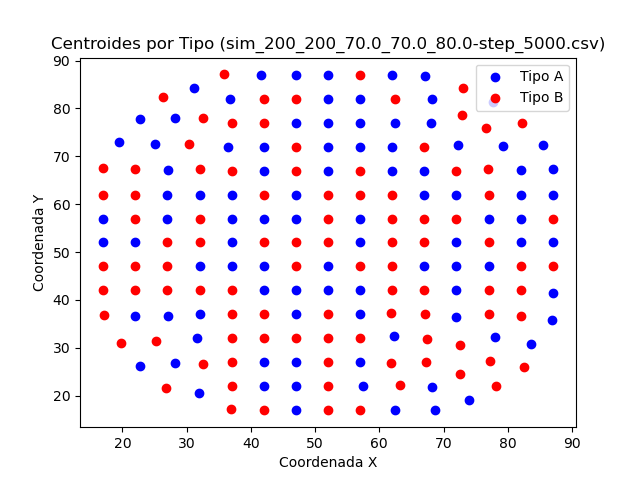 Centroides por Tipo (sim_200_200_70.0_70.0_80.0-step_5000.csv)
Tipo A
Tipo B
Coordenada Y
90
80
70
60
50
40
30
20
20 30 40 50 60 70 80 90
Coordenada X